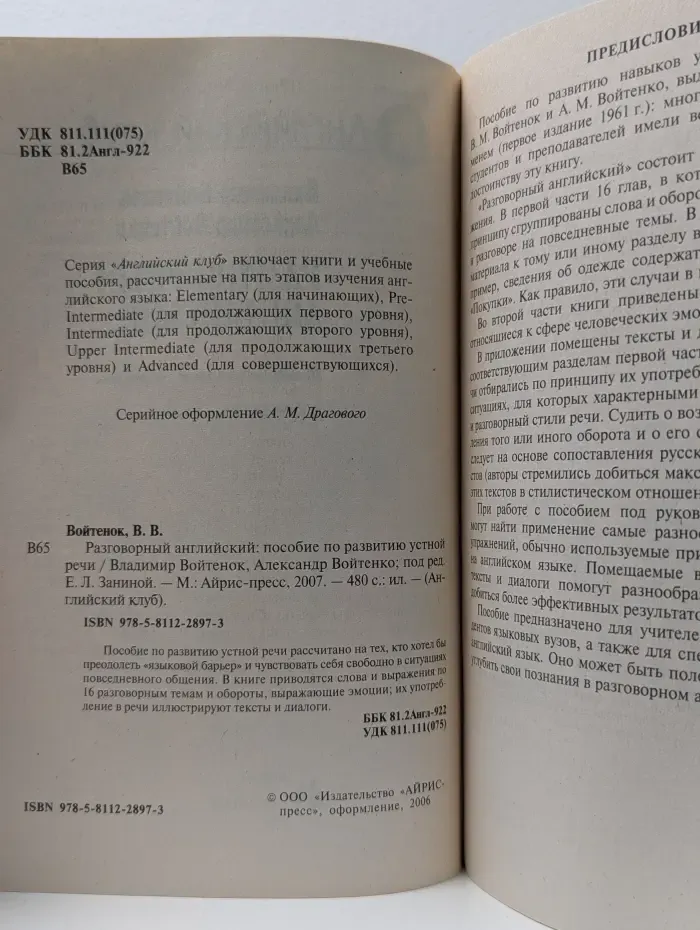 УДК 811.111(075)
ББК 81.2Англ-922
В65
Серия «Английский клуб» включает книги и учебные
пособия, рассчитанные на пять этапов изучения анг-
лийского языка: Elementary (для начинающих), Pre-
Intermediate (для продолжающих первого уровня),
Intermediate (для продолжающих второго уровня),
Upper Intermediate (для продолжающих третьего
уровня) и Advanced (для совершенствующихся).
Серийное оформление А. М. Драгового
Войтенок, В. В.
В65 Разговорный английский: пособие по развитию устной
речи / Владимир Войтенок, Александр Войтенко; под ред.
Е. Л. Заниной. — М.: Айрис-пресс, 2007. — 480 с.: ил. — (Ан-
глийский клуб).
ISBN 978-5-8112-2897-3
Пособие по развитию устной речи рассчитано на тех, кто хотел бы
преодолеть «языковой барьер» и чувствовать себя свободно в ситуациях
повседневного общения. В книге приводятся слова и выражения по
16 разговорным темам и обороты, выражающие эмоции; их употреб-
ление в речи иллюстрируют тексты и диалоги.
ББК 81.2Англ-922
УДК 811.111(075)
ISBN 978-5-8112-2897-3
© ООО «Издательство «АЙРИС-
пресс», оформление, 2006
ПРЕДИСЛОВИ
Пособие по развитию навыков у
В. М. Войтенок и А. М. Войтенко, выд
менем (первое издание 1961 г.): мног
студентов и преподавателей имели во
достоинству эту книгу.
«Разговорный английский» состоит
жения. В первой части 16 глав, в кот
принципу сгруппированы слова и оборо
в разговоре на повседневные темы. В
материала к тому или иному разделу в
пример, сведения об одежде содержат
«Покупки». Как правило, эти случаи в
Во второй части книги приведены
относящиеся к сфере человеческих эмо
В приложении помещены тексты и д
соответствующим разделам первой част
чи отбирались по принципу их употреб
ситуациях, для которых характерными
и разговорный стили речи. Судить о воз
ления того или иного оборота и о его с
следует на основе сопоставления русск
стов (авторы стремились добиться макс
этих текстов в стилистическом отношен
При работе с пособием под руков
могут найти применение самые разно
упражнений, обычно используемые при
на английском языке. Помещаемые в
тексты и диалоги помогут разнообра
добиться более эффективных результато
Пособие предназначено для учителе
дентов языковых вузов, а также для спе
английский язык. Оно может быть поле
углубить свои познания в разговорном а